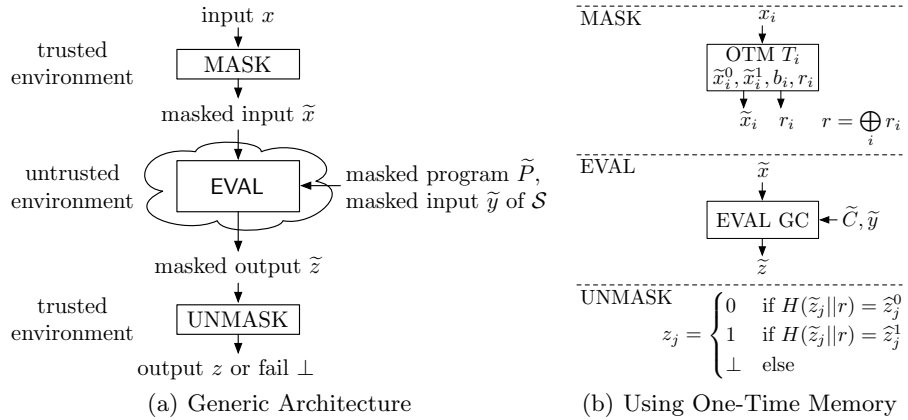 input x
trusted
environment
MASK
masked input x̃
untrusted
environment
EVAL
masked program P̃,
masked input ỹ of 𝒮
masked output z̃
trusted
environment
UNMASK
output z or fail ⊥
(a) Generic Architecture
MASK
x_i
OTM T_i
x̃_i^0, x̃_i^1, b_i, r_i
x̃_i r_i r = ⊕_i r_i
EVAL
x̃
EVAL GC
C̃, ỹ
z̃
UNMASK
z_j = { 0 if H(z̃_j||r) = ẑ_j^0
1 if H(z̃_j||r) = ẑ_j^1
⊥ else
(b) Using One-Time Memory